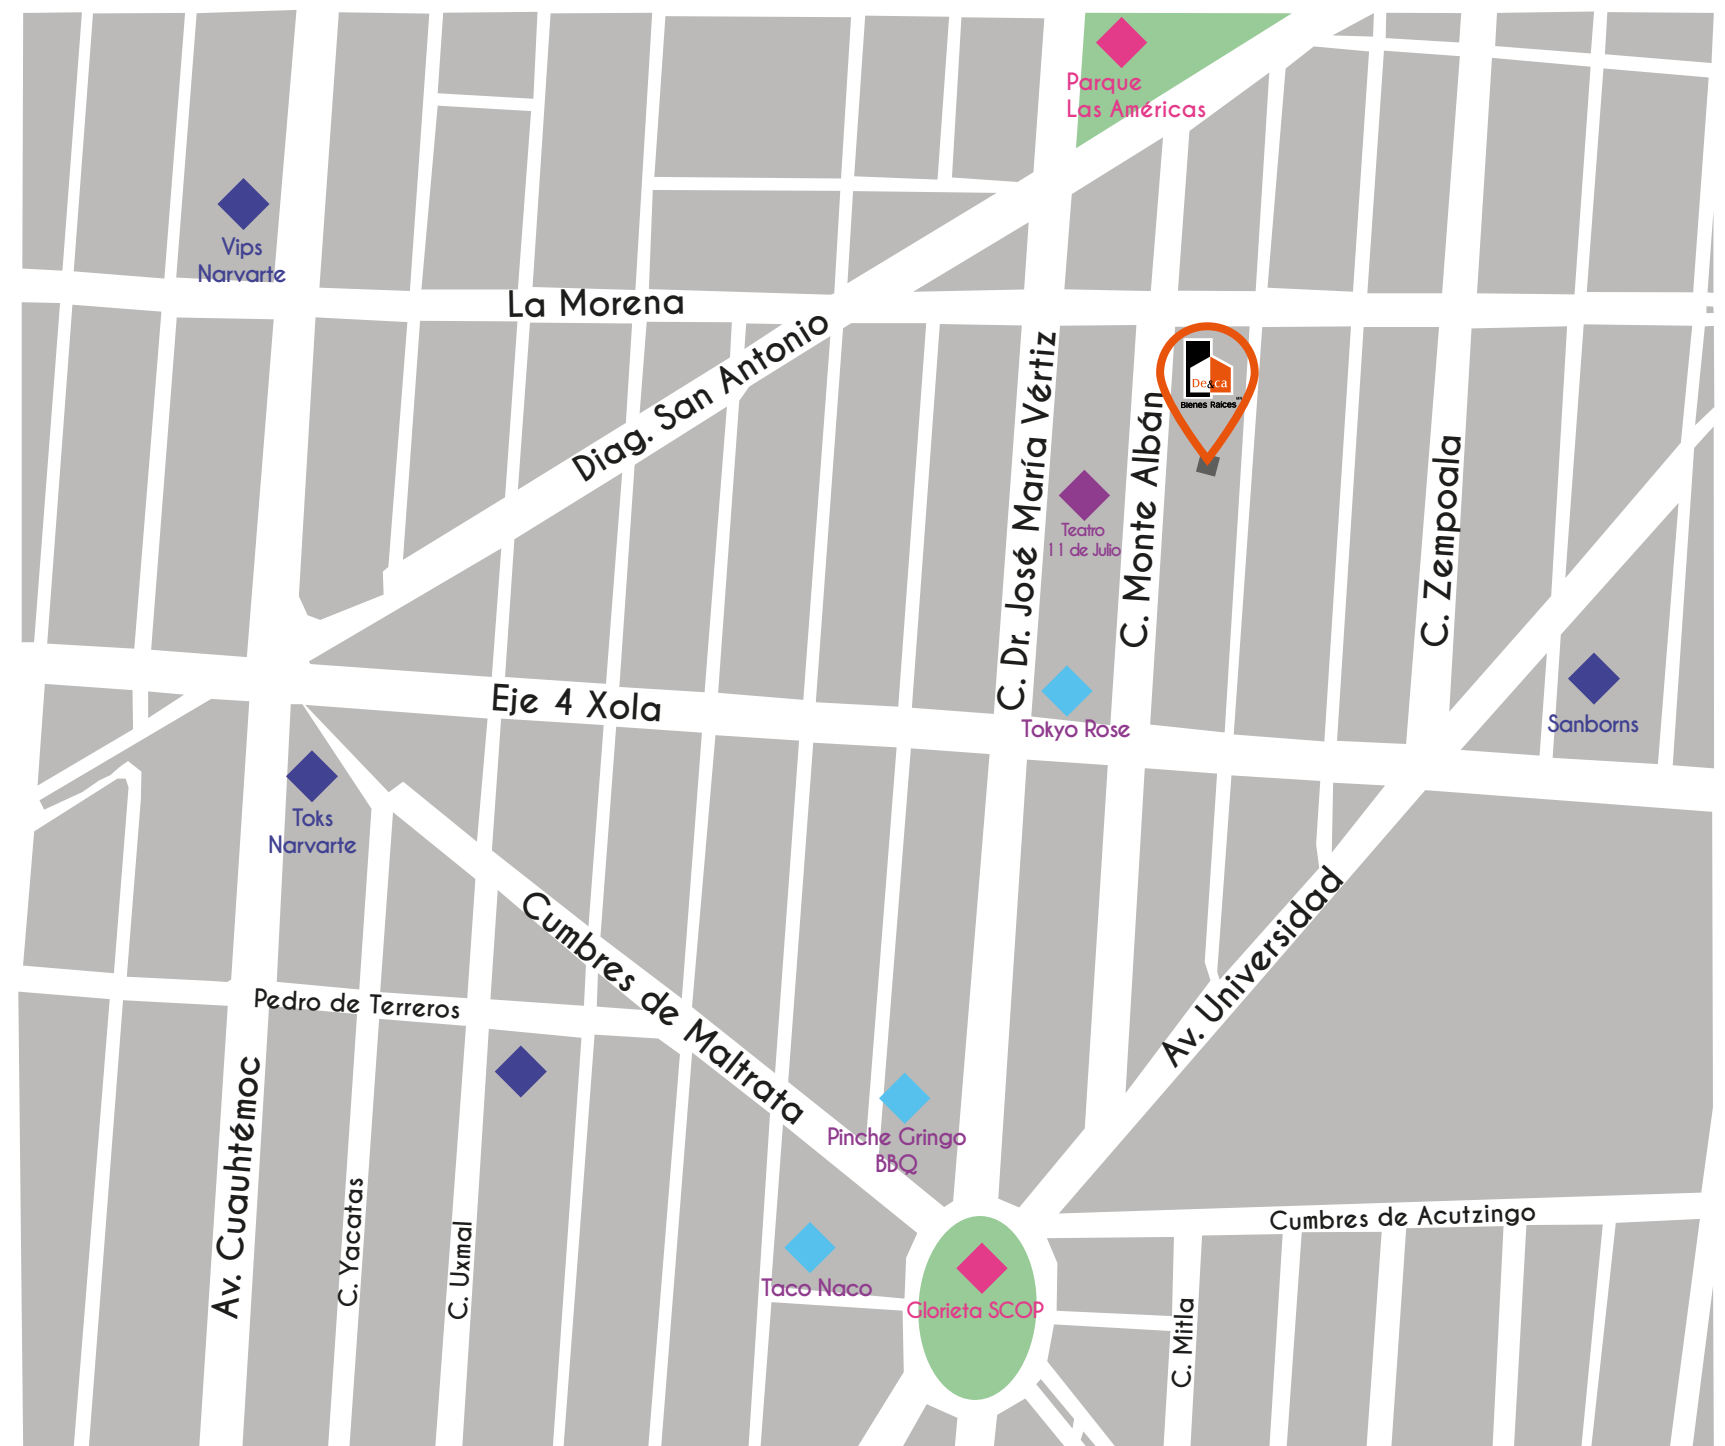 Parque
Las Américas
Vips
Narvarte
La Morena
Diag. San Antonio
De&ca
Bienes Raíces
C. Dr. José María Vértiz
C. Monte Albán
C. Zempoala
Teatro
11 de Julio
Eje 4 Xola
Tokyo Rose
Sanborns
Toks
Narvarte
Cumbres de Maltrata
Av. Universidad
Pedro de Terreros
Av. Cuauhtémoc
C. Yacatas
C. Uxmal
Pinche Gringo
BBQ
Cumbres de Acutzingo
Taco Naco
Glorieta SCOP
C. Mitla